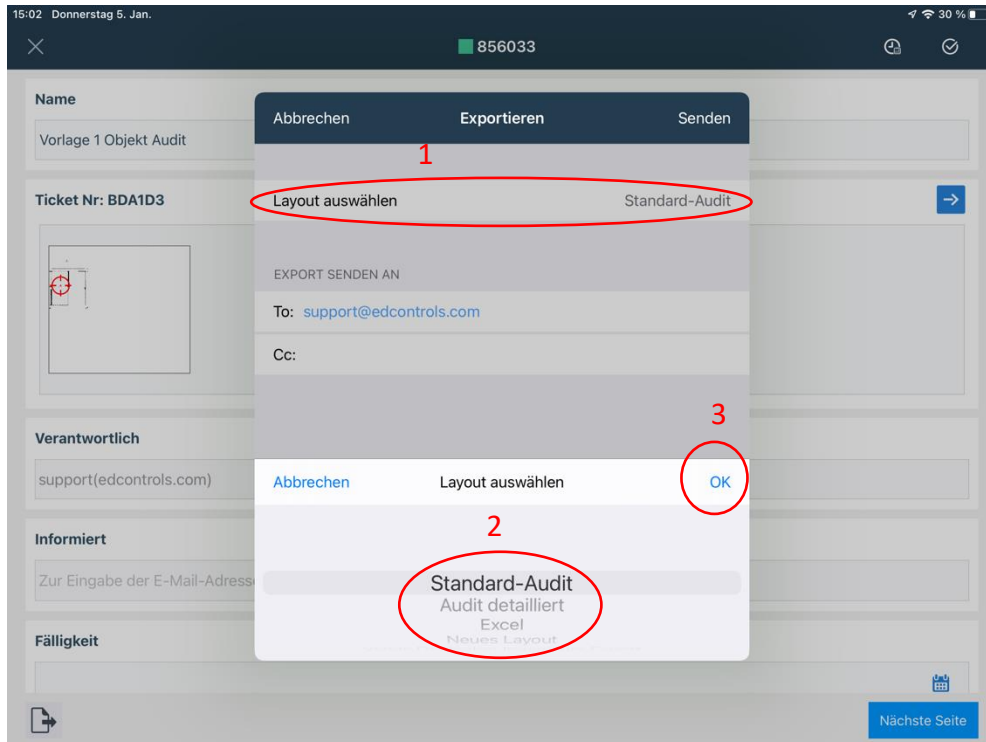 15:02 Donnerstag 5. Jan.
30 %
856033
Name
Vorlage 1 Objekt Audit
Ticket Nr: BDA1D3
Verantwortlich
support(edcontrols.com)
Informiert
Zur Eingabe der E-Mail-Adress
Fälligkeit
Nächste Seite
Abbrechen Exportieren Senden
1
Layout auswählen Standard-Audit
EXPORT SENDEN AN
To: support@edcontrols.com
Cc:
3
Abbrechen Layout auswählen OK
2
Standard-Audit
Audit detailliert
Excel
Neues Layout